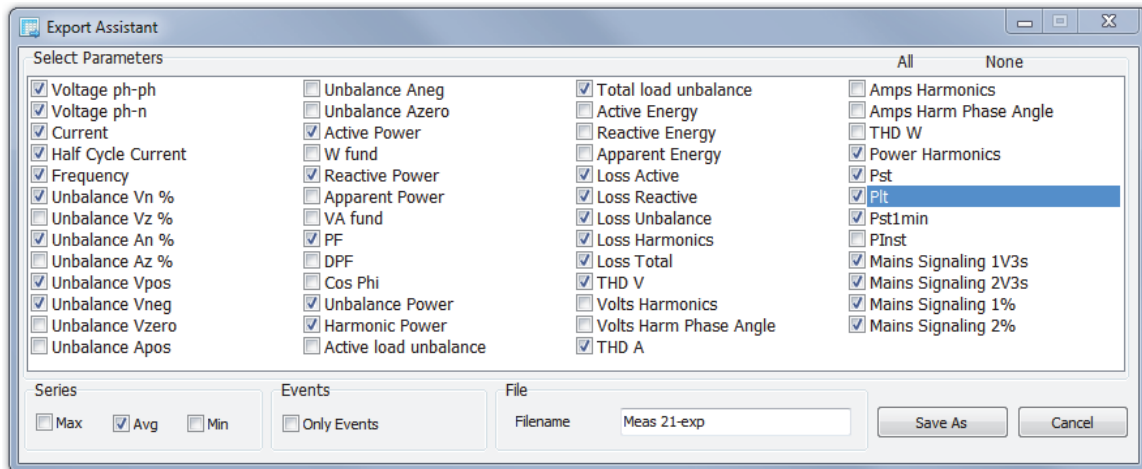 Export Assistant
Select Parameters
All None
Voltage ph-ph
Voltage ph-n
Current
Half Cycle Current
Frequency
Unbalance Vn %
Unbalance Vz %
Unbalance An %
Unbalance Az %
Unbalance Vpos
Unbalance Vneg
Unbalance Vzero
Unbalance Apos
Unbalance Aneg
Unbalance Azero
Active Power
W fund
Reactive Power
Apparent Power
VA fund
PF
DPF
Cos Phi
Unbalance Power
Harmonic Power
Active load unbalance
Total load unbalance
Active Energy
Reactive Energy
Apparent Energy
Loss Active
Loss Reactive
Loss Unbalance
Loss Harmonics
Loss Total
THD V
Volts Harmonics
Volts Harm Phase Angle
THD A
Amps Harmonics
Amps Harm Phase Angle
THD W
Power Harmonics
Pst
Plt
Pst1min
PInst
Mains Signaling 1V3s
Mains Signaling 2V3s
Mains Signaling 1%
Mains Signaling 2%
Series
Max Avg Min
Events
Only Events
File
Filename Meas 21-exp
Save As Cancel